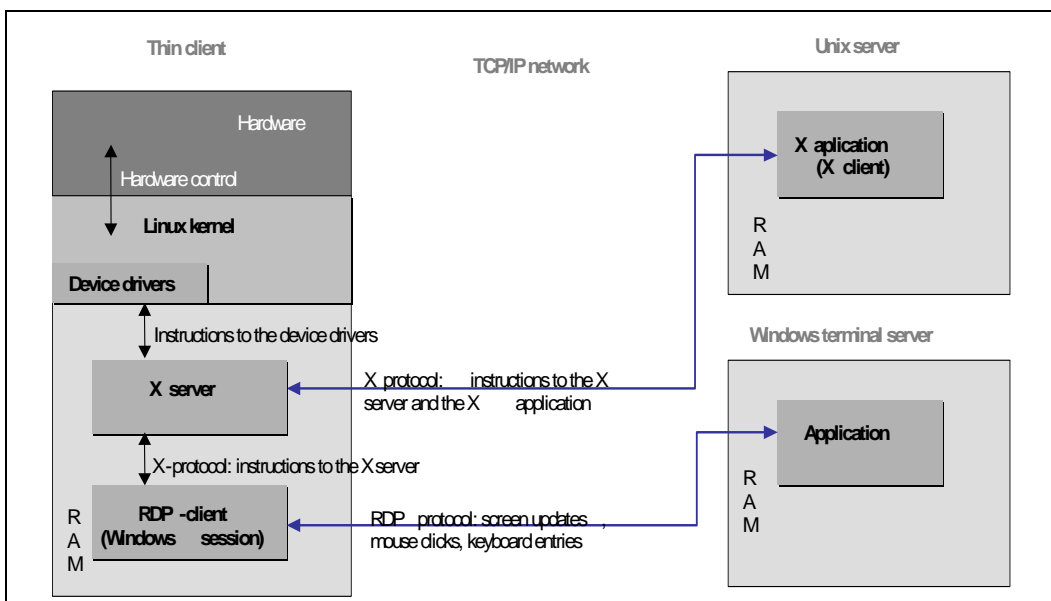 Thin client
TCP/IP network
Unix server
Hardware
Hardware control
Linux kernel
Device drivers
Instructions to the device drivers
X server
X-protocol: instructions to the X server
RDP -client
(Windows session)
R
A
M
X protocol: instructions to the X
server and the X application
RDP protocol: screen updates ,
mouse clicks, keyboard entries
X aplication
(X client)
R
A
M
Windows terminal server
Application
R
A
M